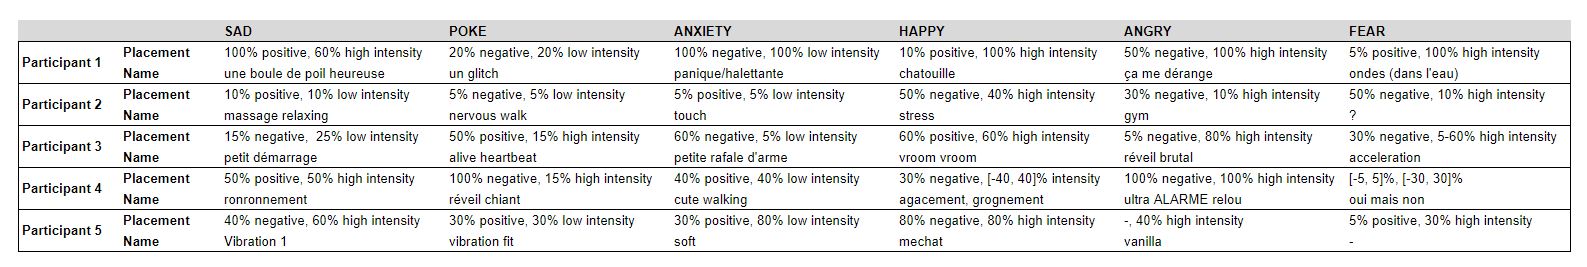 SAD POKE ANXIETY HAPPY ANGRY FEAR
Participant 1 Placement 100% positive, 60% high intensity 20% negative, 20% low intensity 100% negative, 100% low intensity 10% positive, 100% high intensity 50% negative, 100% high intensity 5% positive, 100% high intensity
Name une boule de poil heureuse un glitch panique/halettante chatouille ça me dérange ondes (dans l'eau)
Participant 2 Placement 10% positive, 10% low intensity 5% negative, 5% low intensity 5% positive, 5% low intensity 50% negative, 40% high intensity 30% negative, 10% high intensity 50% negative, 10% high intensity
Name massage relaxing nervous walk touch stress gym ?
Participant 3 Placement 15% negative, 25% low intensity 50% positive, 15% high intensity 60% negative, 5% low intensity 60% positive, 60% high intensity 5% negative, 80% high intensity 30% negative, 5-60% high intensity
Name petit démarrage alive heartbeat petite rafale d'arme vroom vroom réveil brutal acceleration
Participant 4 Placement 50% positive, 50% high intensity 100% negative, 15% high intensity 40% positive, 40% low intensity 30% negative, [-40, 40]% intensity 100% negative, 100% high intensity [-5, 5]%, [-30, 30]%
Name ronronnement réveil chiant cute walking agacement, grognement ultra ALARME relou oui mais non
Participant 5 Placement 40% negative, 60% high intensity 30% positive, 30% low intensity 30% positive, 80% low intensity 80% negative, 80% high intensity -, 40% high intensity 5% positive, 30% high intensity
Name Vibration 1 vibration fit soft mechat vanilla -